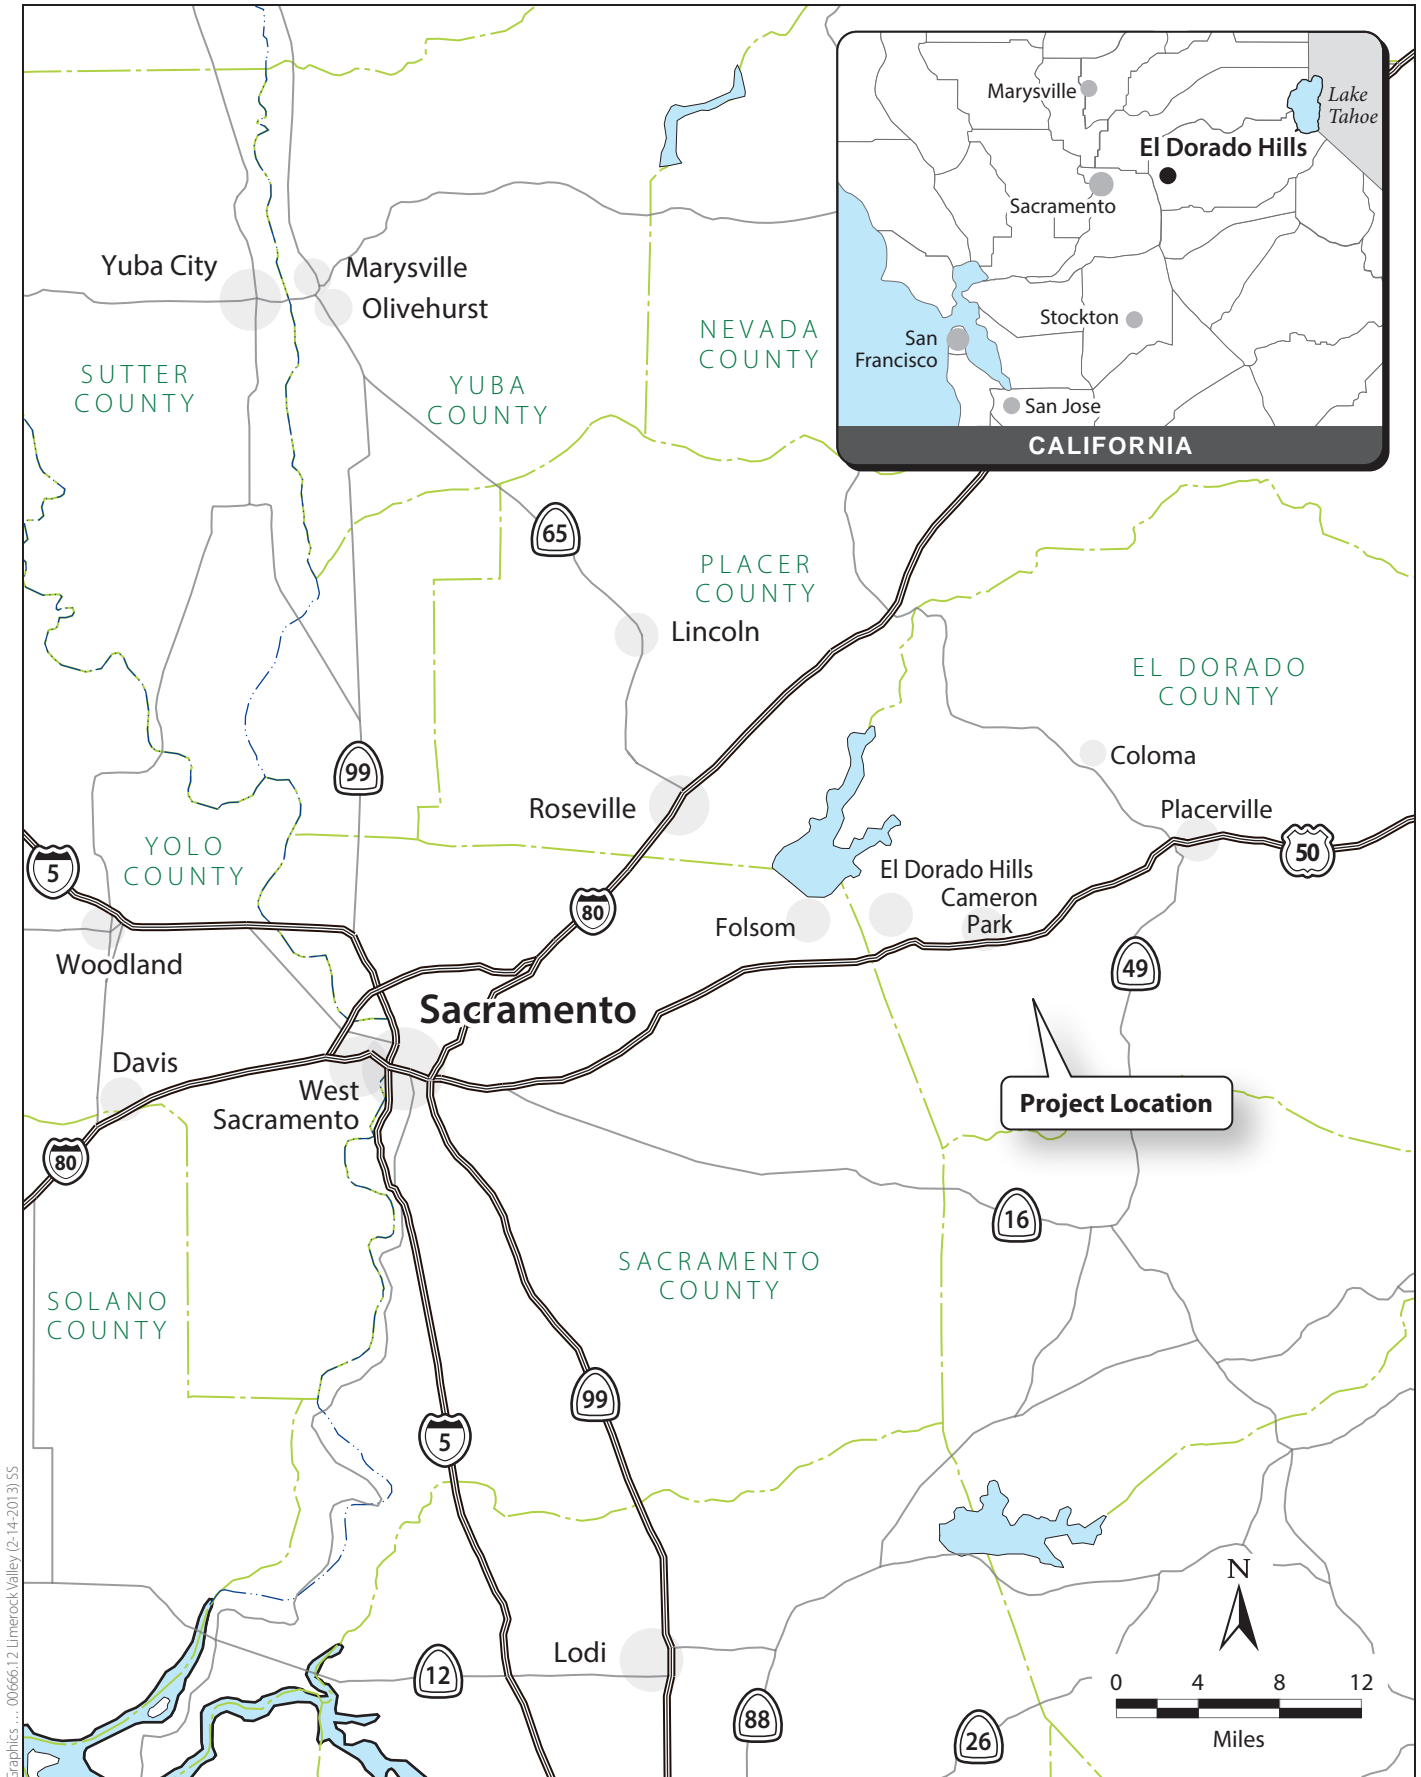 Marysville
Lake
Tahoe
El Dorado Hills
Sacramento
Stockton
San
Francisco
San Jose
CALIFORNIA
Yuba City
Marysville
Olivehurst
NEVADA
COUNTY
SUTTER
COUNTY
YUBA
COUNTY
65
PLACER
COUNTY
Lincoln
EL DORADO
COUNTY
99
Coloma
Roseville
Placerville
YOLO
COUNTY
5
50
El Dorado Hills
Cameron
Park
80
Folsom
Woodland
49
Sacramento
Davis
West
Sacramento
Project Location
80
16
SACRAMENTO
COUNTY
SOLANO
COUNTY
99
5
N
Lodi
12
88
26
0 4 8 12
Miles
Graphics … 00666.12 Limerock Valley (2-14-2013) SS